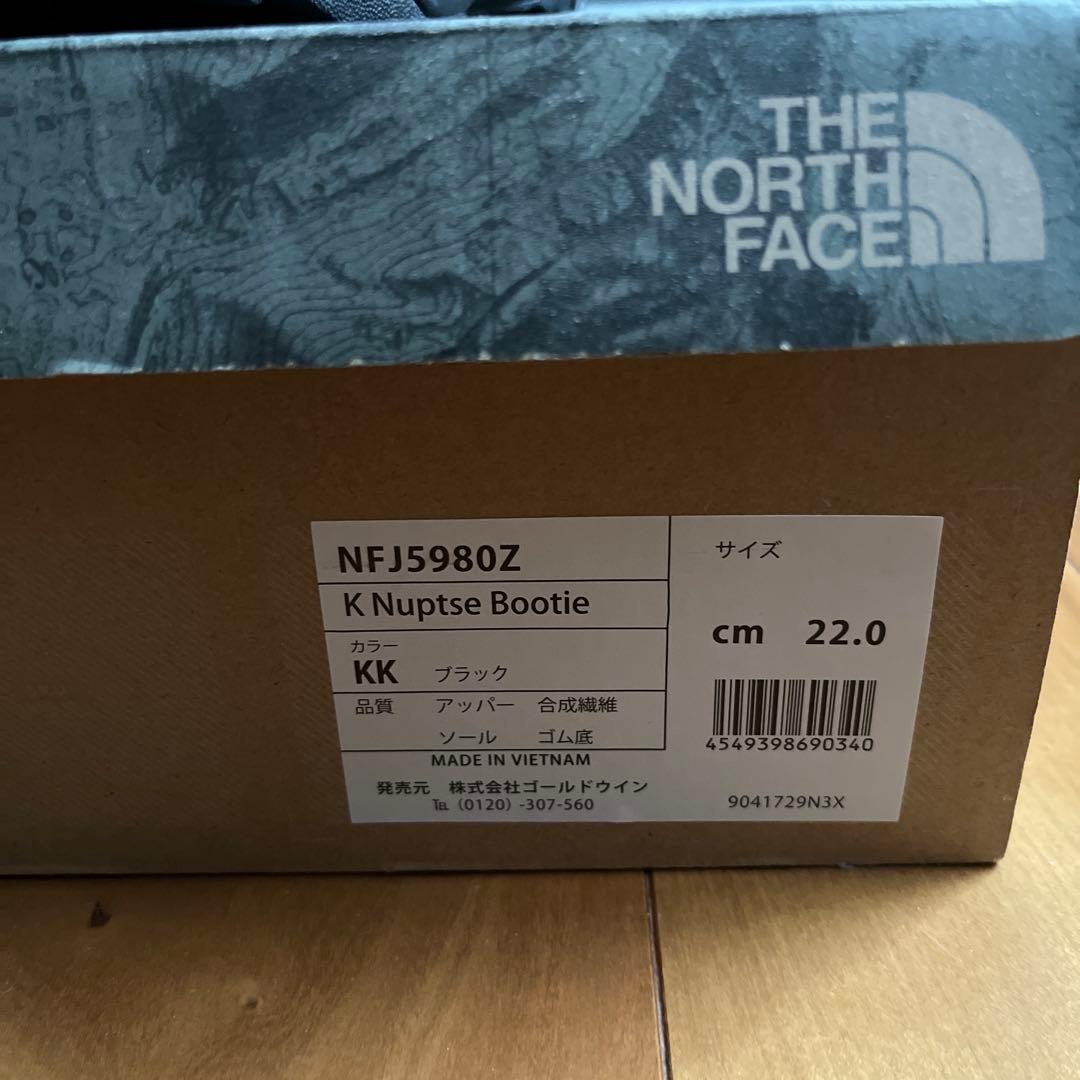 THE
NORTH
FACE
NFJ5980Z
K Nuptse Bootie
カラー
KK ブラック
品質 アッパー 合成繊維
ソール ゴム底
MADE IN VIETNAM
発売元 株式会社ゴールドウイン
℡（0120）-307-560
サイズ
cm 22.0
4549398690340
9041729N3X